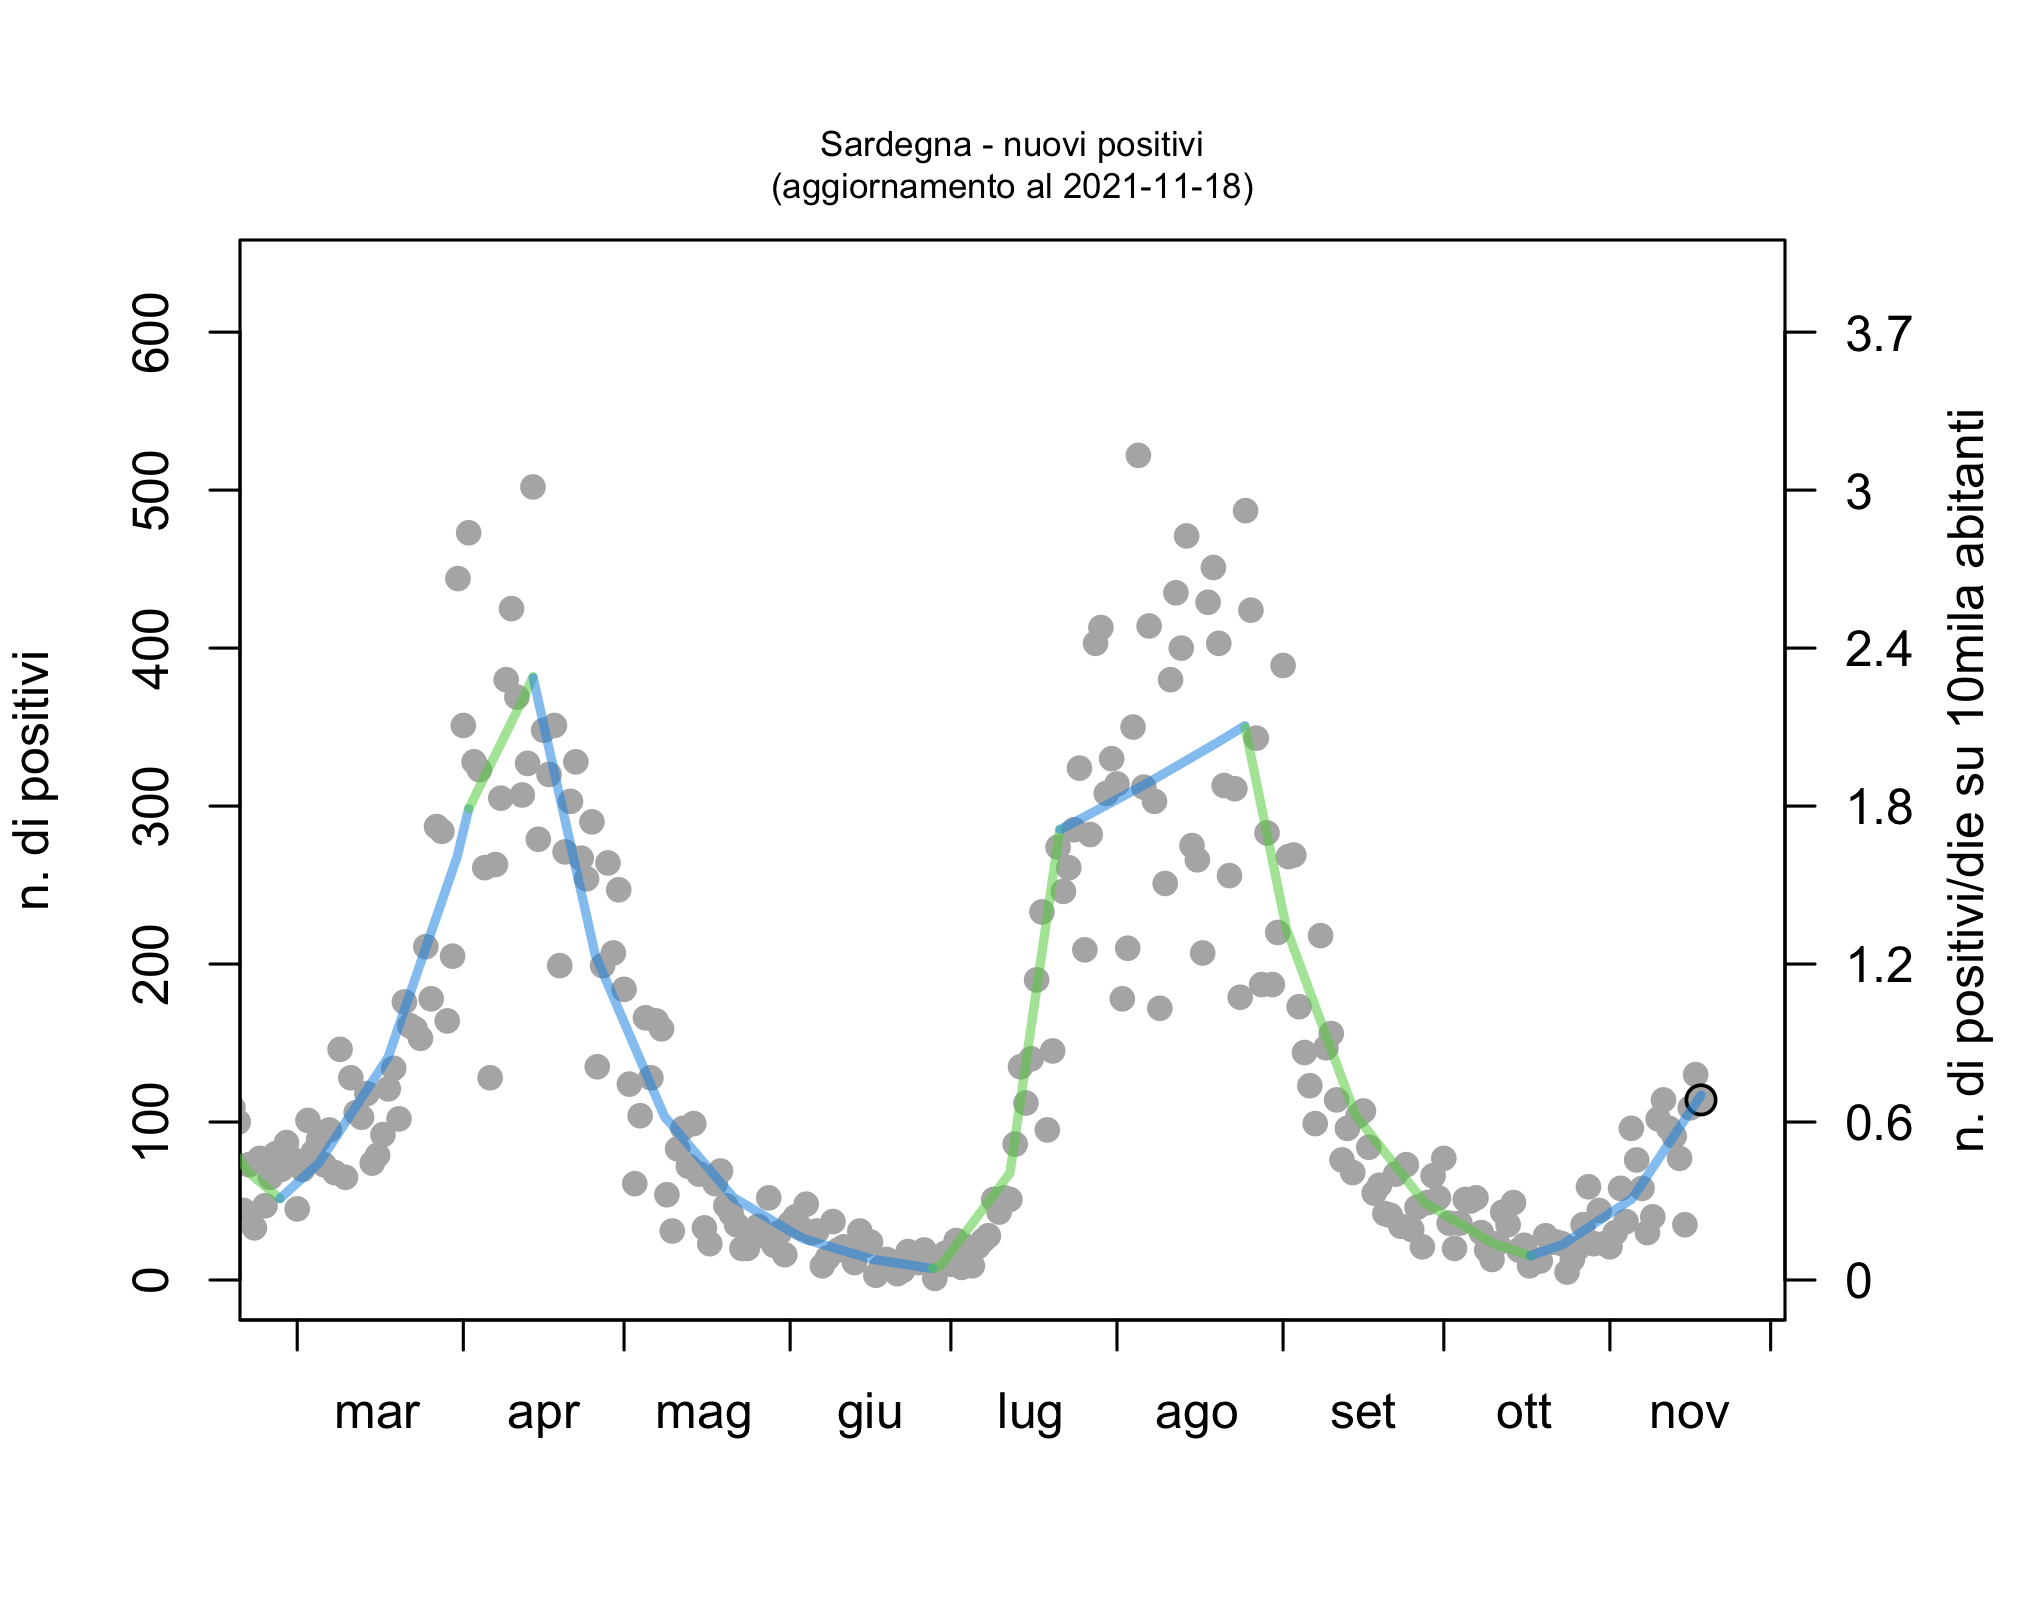 Sardegna - nuovi positivi
(aggiornamento al 2021-11-18)
n. di positivi
600
500
400
300
200
100
0
3.7
3
2.4
1.8
1.2
0.6
0
n. di positivi/die su 10mila abitanti
mar apr mag giu lug ago set ott nov